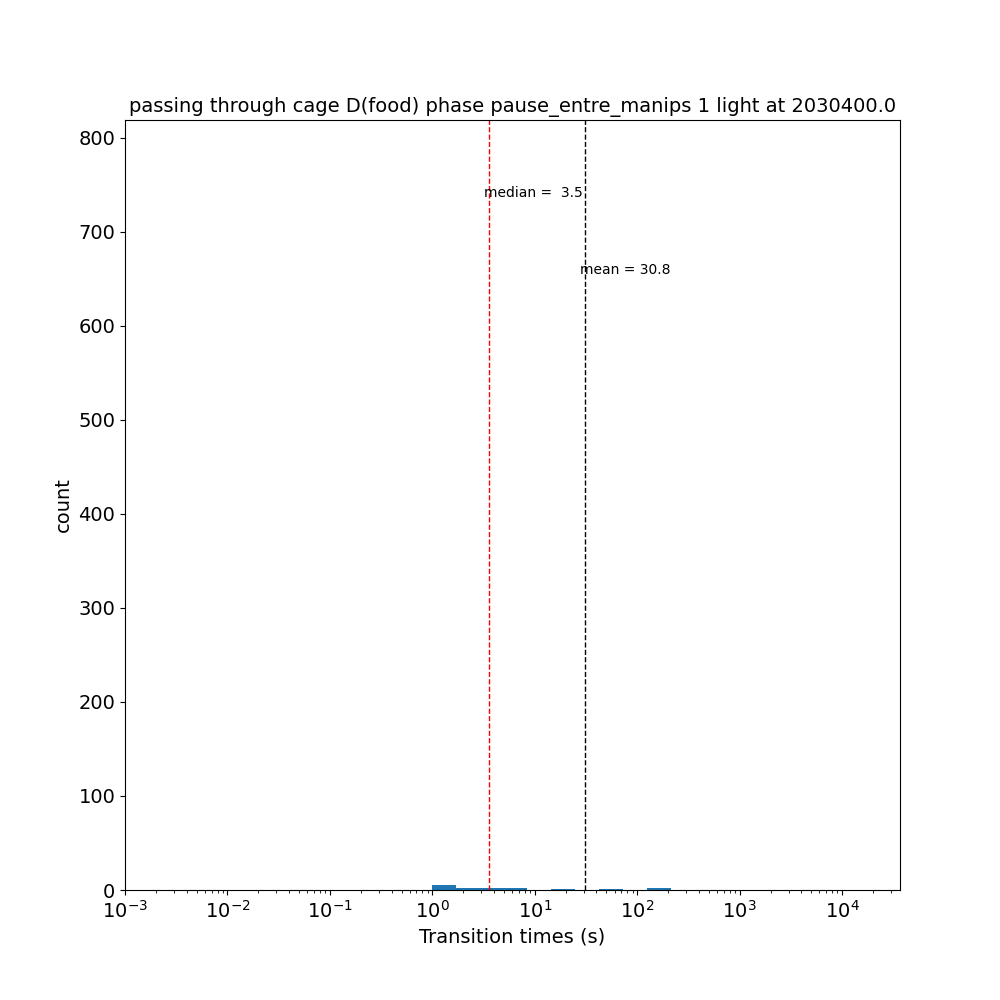 passing through cage D(food) phase pause_entre_manips 1 light at 2030400.0
800
median =  3.5
700
mean = 30.8
600
500
count
400
300
200
100
0
10⁻³ 10⁻² 10⁻¹ 10⁰ 10¹ 10² 10³ 10⁴
Transition times (s)